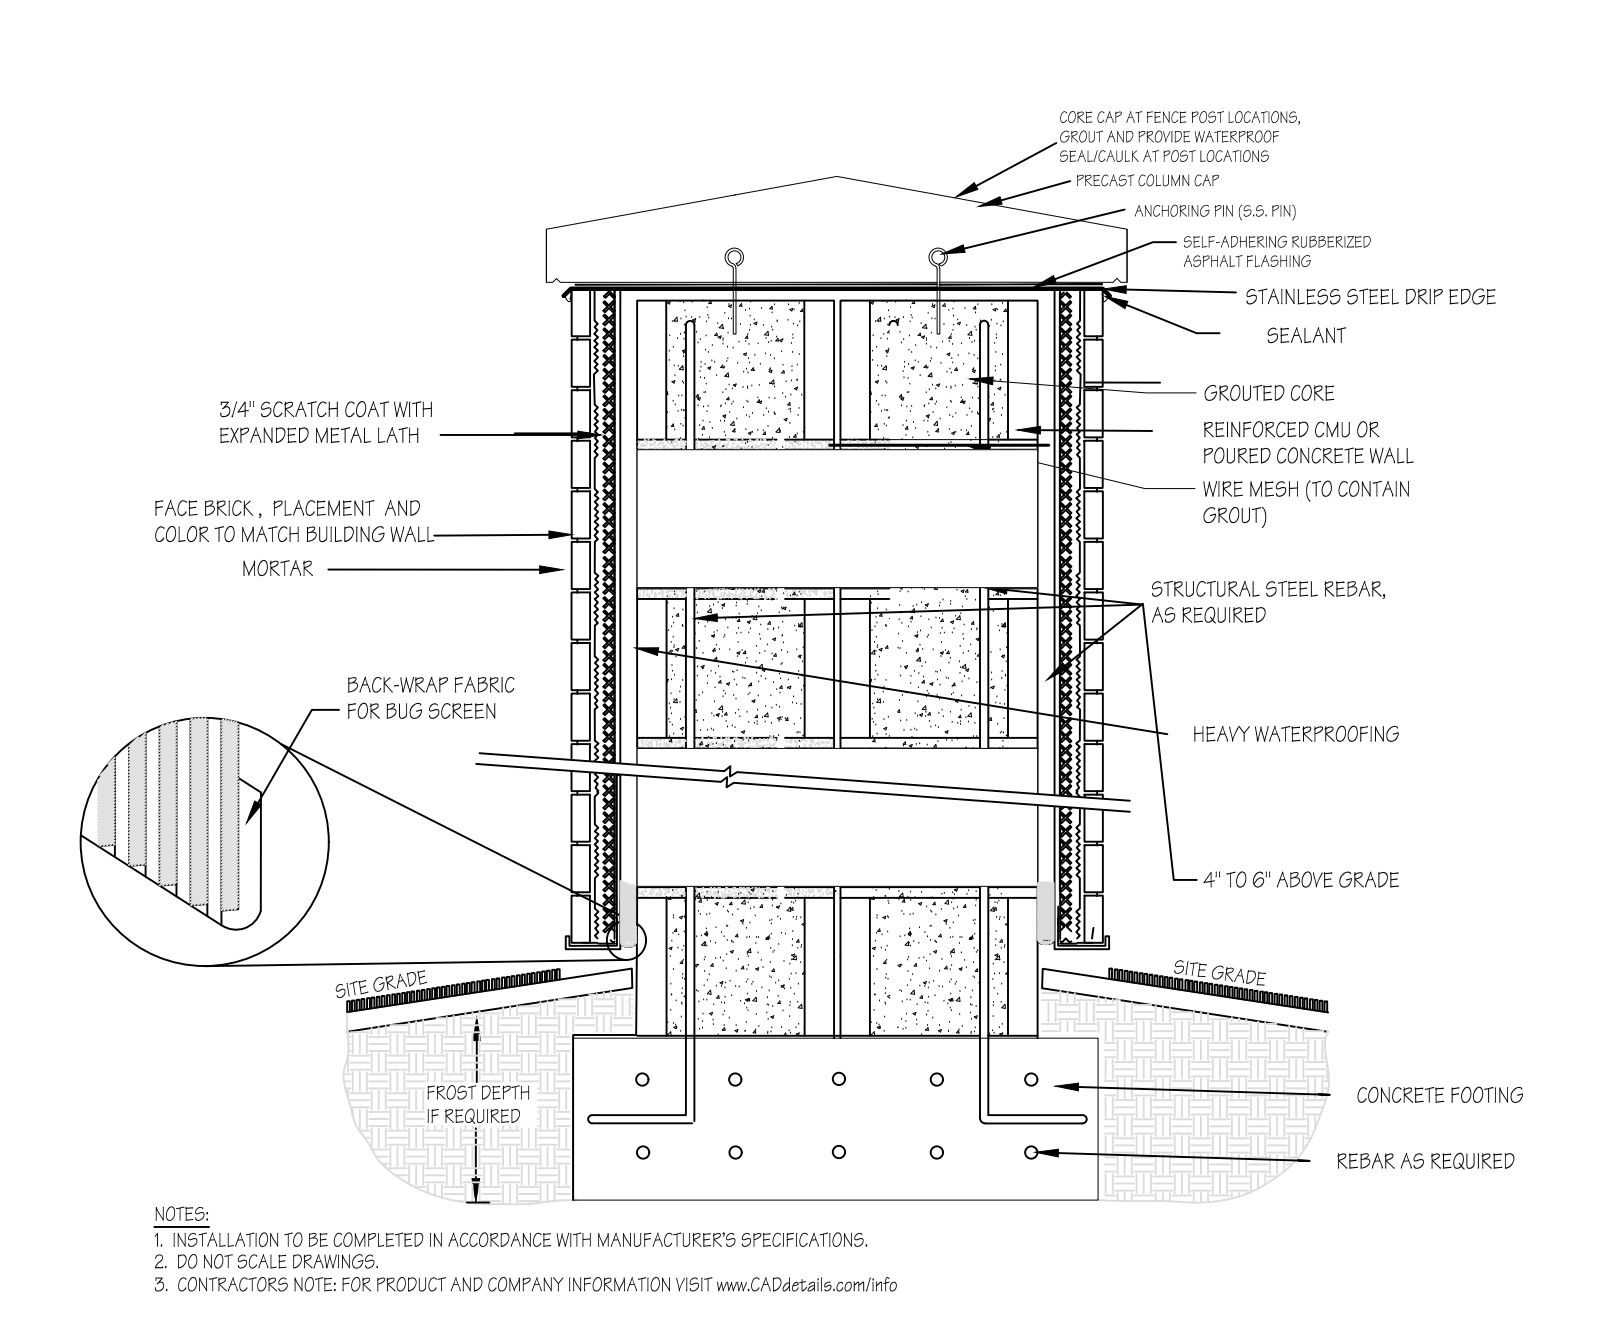 CORE CAP AT FENCE POST LOCATIONS,
GROUT AND PROVIDE WATERPROOF
SEAL/CAULK AT POST LOCATIONS
PRECAST COLUMN CAP
ANCHORING PIN (S.S. PIN)
SELF-ADHERING RUBBERIZED
ASPHALT FLASHING
STAINLESS STEEL DRIP EDGE
SEALANT
GROUTED CORE
3/4" SCRATCH COAT WITH
EXPANDED METAL LATH
REINFORCED CMU OR
POURED CONCRETE WALL
WIRE MESH (TO CONTAIN
GROUT)
FACE BRICK , PLACEMENT AND
COLOR TO MATCH BUILDING WALL
MORTAR
STRUCTURAL STEEL REBAR,
AS REQUIRED
BACK-WRAP FABRIC
FOR BUG SCREEN
HEAVY WATERPROOFING
4" TO 6" ABOVE GRADE
SITE GRADE
SITE GRADE
FROST DEPTH
IF REQUIRED
CONCRETE FOOTING
REBAR AS REQUIRED
NOTES:
1. INSTALLATION TO BE COMPLETED IN ACCORDANCE WITH MANUFACTURER'S SPECIFICATIONS.
2. DO NOT SCALE DRAWINGS.
3. CONTRACTORS NOTE: FOR PRODUCT AND COMPANY INFORMATION VISIT www.CADdetails.com/info